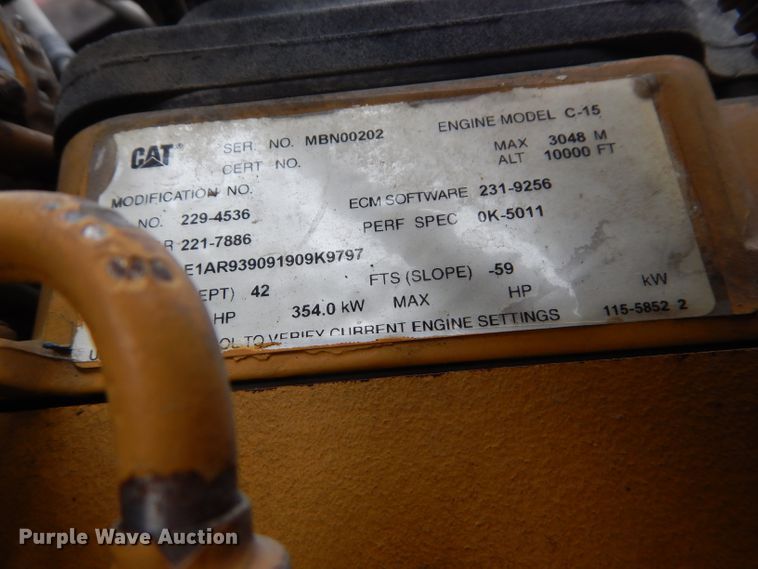 CAT SER. NO. MBN00202 ENGINE MODEL C-15
CERT NO. MAX 3048 M
ALT 10000 FT
MODIFICATION NO. ECM SOFTWARE 231-9256
NO. 229-4536 PERF SPEC 0K-5011
R 221-7886
E1AR939091909K9797 FTS (SLOPE) -59
EPT) 42 HP kW
HP 354.0 kW MAX 115-5852 2
OL TO VERIFY CURRENT ENGINE SETTINGS
Purple Wave Auction